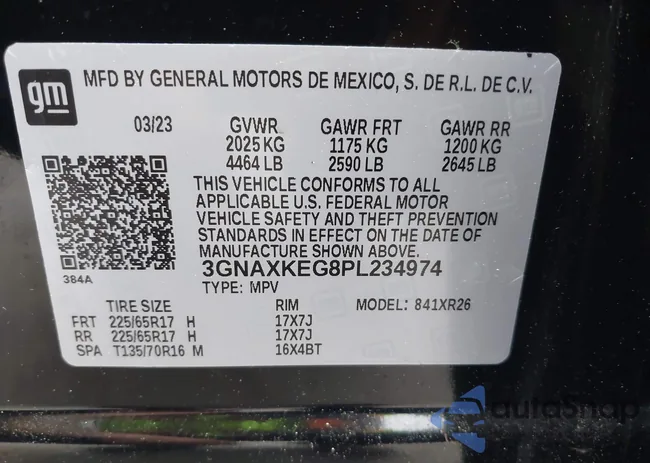 gm
MFD BY GENERAL MOTORS DE MEXICO, S. DE R.L. DE C.V.
03/23 GVWR GAWR FRT GAWR RR
2025 KG 1175 KG 1200 KG
4464 LB 2590 LB 2645 LB
THIS VEHICLE CONFORMS TO ALL
APPLICABLE U.S. FEDERAL MOTOR
VEHICLE SAFETY AND THEFT PREVENTION
STANDARDS IN EFFECT ON THE DATE OF
MANUFACTURE SHOWN ABOVE.
3GNAXKEG8PL234974
384A
TYPE: MPV
TIRE SIZE RIM MODEL: 841XR26
FRT 225/65R17 H 17X7J
RR 225/65R17 H 17X7J
SPA T135/70R16 M 16X4BT
autoSnap